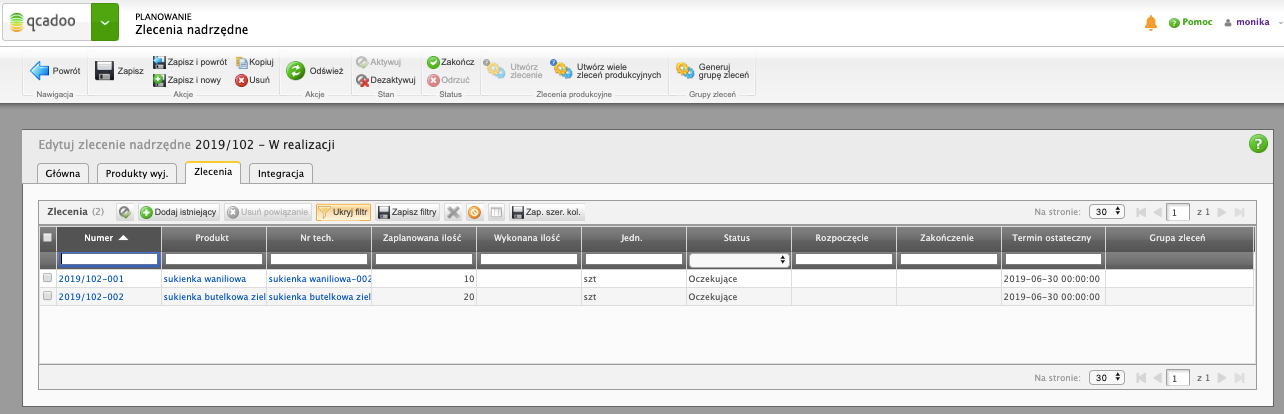 qcadoo
PLANOWANIE
Zlecenia nadrzędne
Pomoc
monika
Powrót
Nawigacja
Zapisz
Zapisz i powrót
Zapisz i nowy
Kopiuj
Usuń
Akcje
Odśwież
Akcje
Aktywuj
Dezaktywuj
Stan
Zakończ
Odrzuć
Status
Utwórz
zlecenie
Utwórz wiele
zleceń produkcyjnych
Zlecenia produkcyjne
Generuj
grupę zleceń
Grupy zleceń
Edytuj zlecenie nadrzędne 2019/102 - W realizacji
?
Główna Produkty wyj. Zlecenia Integracja
Zlecenia (2) Dodaj istniejący Usuń powiązanie Ukryj filtr Zapisz filtry Zap. szer. kol. Na stronie: 30 1 z 1
Numer Produkt Nr tech. Zaplanowana ilość Wykonana ilość Jedn. Status Rozpoczęcie Zakończenie Termin ostateczny Grupa zleceń
2019/102-001 sukienka waniliowa sukienka waniliowa-002 10 szt Oczekujące 2019-06-30 00:00:00
2019/102-002 sukienka butelkowa ziel sukienka butelkowa ziel 20 szt Oczekujące 2019-06-30 00:00:00
Na stronie: 30 1 z 1